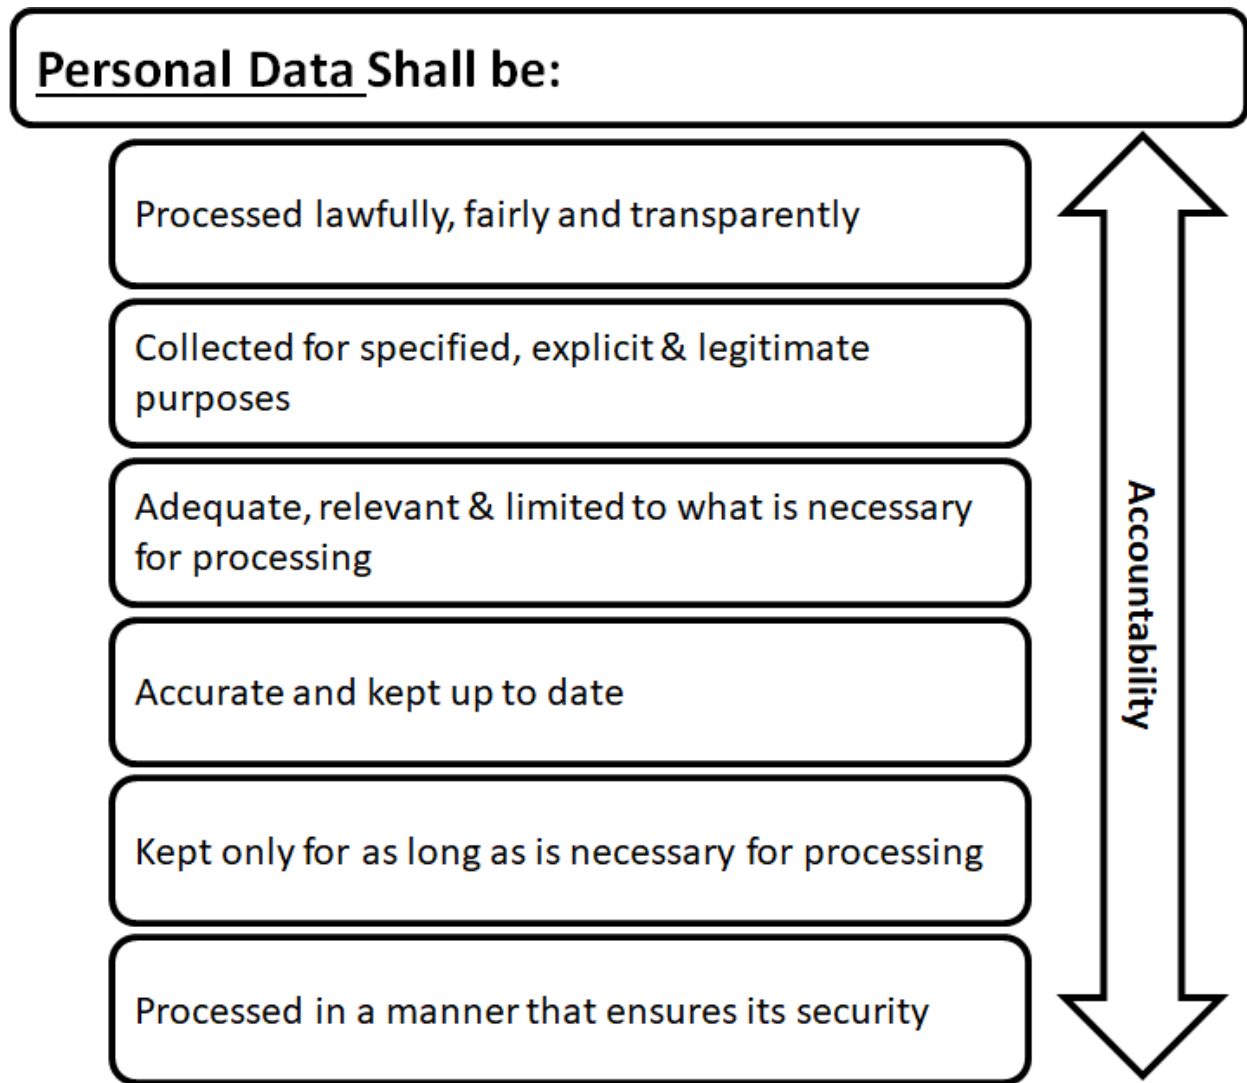 Personal Data Shall be:
Processed lawfully, fairly and transparently
Collected for specified, explicit & legitimate
purposes
Adequate, relevant & limited to what is necessary
for processing
Accurate and kept up to date
Kept only for as long as is necessary for processing
Processed in a manner that ensures its security
Accountability